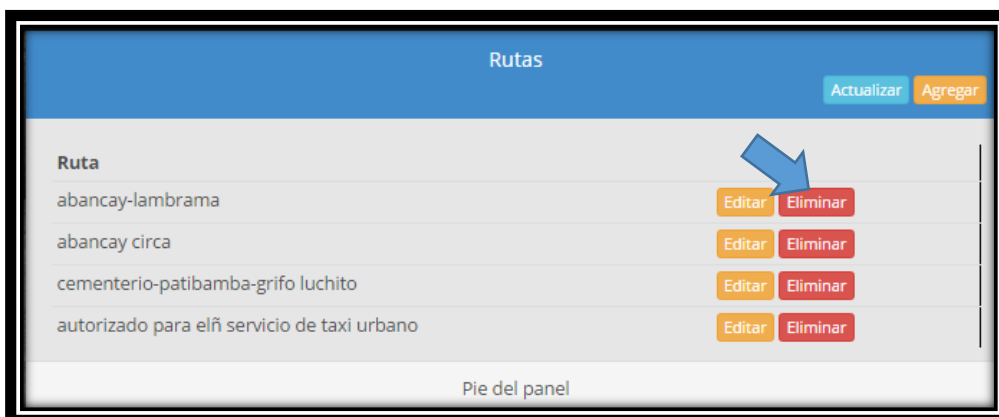 Rutas
Actualizar Agregar
Ruta
abancay-lambrama Editar Eliminar
abancay circa Editar Eliminar
cementerio-patibamba-grifo luchito Editar Eliminar
autorizado para elñ servicio de taxi urbano Editar Eliminar
Pie del panel